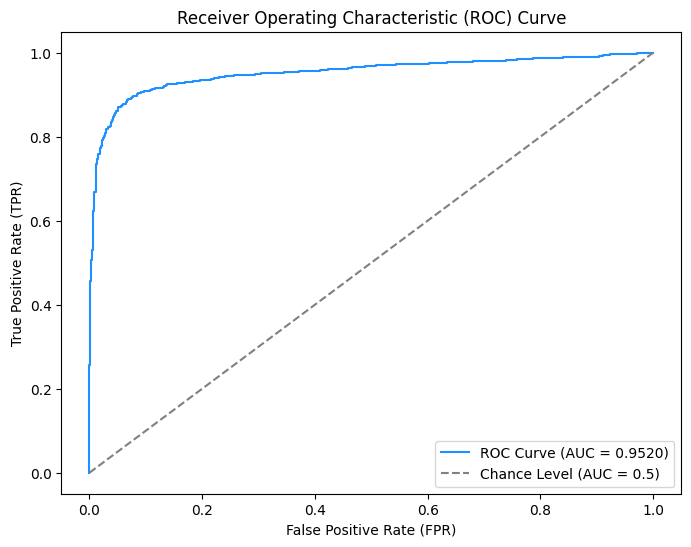 Receiver Operating Characteristic (ROC) Curve
1.0
0.8
0.6
0.4
0.2
0.0
True Positive Rate (TPR)
ROC Curve (AUC = 0.9520)
Chance Level (AUC = 0.5)
0.0 0.2 0.4 0.6 0.8 1.0
False Positive Rate (FPR)